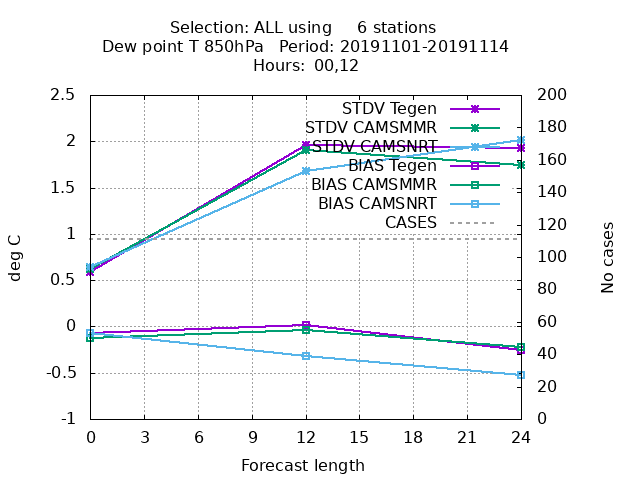 Selection: ALL using 6 stations
Dew point T 850hPa Period: 20191101-20191114
Hours: 00,12
2.5
2
1.5
1
0.5
0
-0.5
-1
deg C
200
180
160
140
120
100
80
60
40
20
0
No cases
STDV Tegen
STDV CAMSMMR
STDV CAMSNRT
BIAS Tegen
BIAS CAMSMMR
BIAS CAMSNRT
CASES
0 3 6 9 12 15 18 21 24
Forecast length